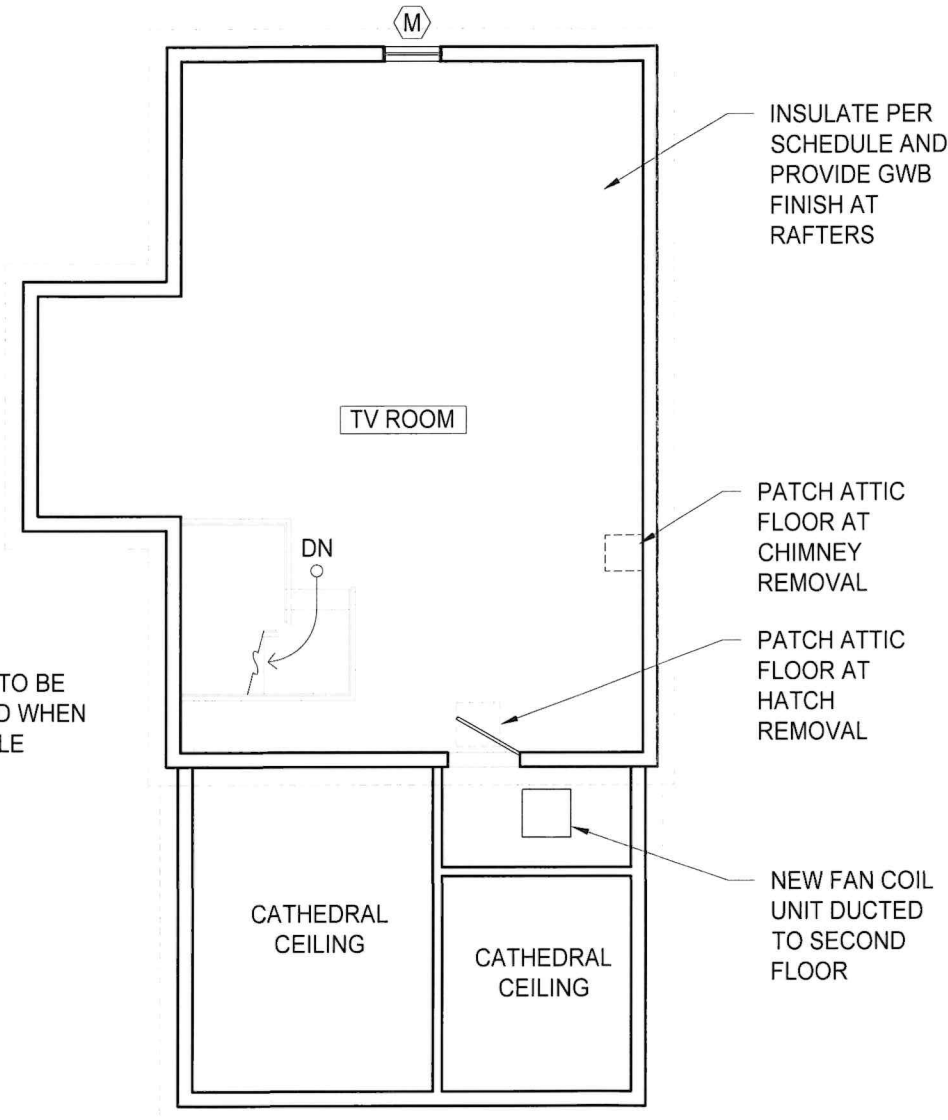 M
INSULATE PER
SCHEDULE AND
PROVIDE GWB
FINISH AT
RAFTERS
TV ROOM
PATCH ATTIC
FLOOR AT
CHIMNEY
REMOVAL
DN
PATCH ATTIC
FLOOR AT
HATCH
REMOVAL
TO BE
WHEN
CATHEDRAL
CEILING
CATHEDRAL
CEILING
NEW FAN COIL
UNIT DUCTED
TO SECOND
FLOOR